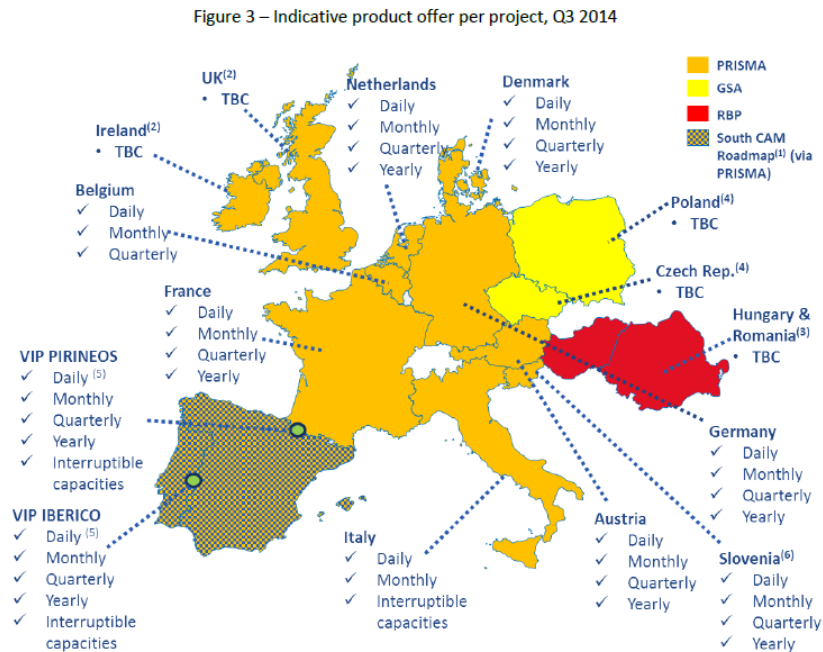 Figure 3 – Indicative product offer per project, Q3 2014
PRISMA
GSA
RBP
South CAM
Roadmap(1) (via
PRISMA)
UK(2)
• TBC
Netherlands
✓ Daily
✓ Monthly
✓ Quarterly
✓ Yearly
Denmark
✓ Daily
✓ Monthly
✓ Quarterly
✓ Yearly
Ireland(2)
• TBC
Belgium
✓ Daily
✓ Monthly
✓ Quarterly
Poland(4)
• TBC
Czech Rep.(4)
• TBC
France
✓ Daily
✓ Monthly
✓ Quarterly
✓ Yearly
Hungary &
Romania(3)
• TBC
VIP PIRINEOS
✓ Daily (5)
✓ Monthly
✓ Quarterly
✓ Yearly
✓ Interruptible
capacities
Germany
✓ Daily
✓ Monthly
✓ Quarterly
✓ Yearly
VIP IBERICO
✓ Daily (5)
✓ Monthly
✓ Quarterly
✓ Yearly
✓ Interruptible
capacities
Italy
✓ Daily
✓ Monthly
✓ Interruptible
capacities
Austria
✓ Daily
✓ Monthly
✓ Quarterly
✓ Yearly
Slovenia(6)
✓ Daily
✓ Monthly
✓ Quarterly
✓ Yearly